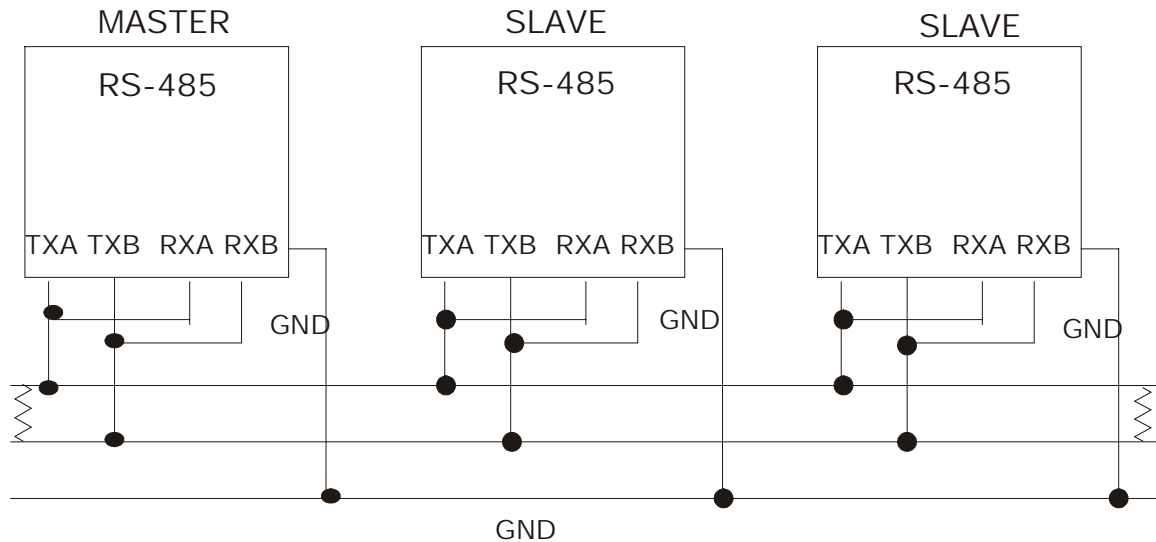 MASTER SLAVE SLAVE
RS-485 RS-485 RS-485
TXA TXB RXA RXB TXA TXB RXA RXB TXA TXB RXA RXB
GND GND GND
GND